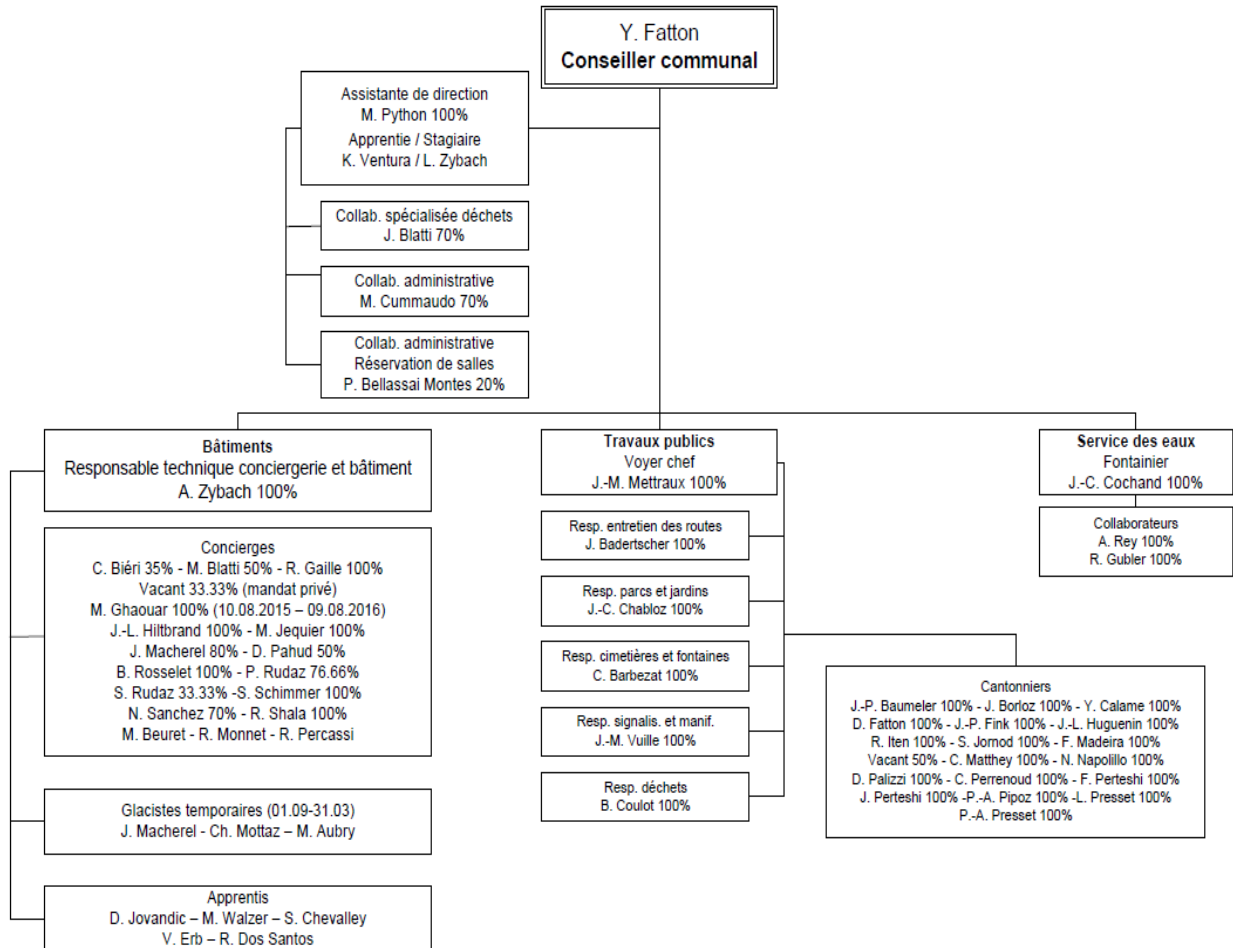 Y. Fatton
Conseiller communal
Assistante de direction
M. Python 100%
Apprentie / Stagiaire
K. Ventura / L. Zybach
Collab. spécialisée déchets
J. Blatti 70%
Collab. administrative
M. Cummaudo 70%
Collab. administrative
Réservation de salles
P. Bellassai Montes 20%
Bâtiments
Responsable technique conciergerie et bâtiment
A. Zybach 100%
Concierges
C. Biéri 35% - M. Blatti 50% - R. Gaille 100%
Vacant 33.33% (mandat privé)
M. Ghaouar 100% (10.08.2015 – 09.08.2016)
J.-L. Hiltbrand 100% - M. Jequier 100%
J. Macherel 80% - D. Pahud 50%
B. Rosselet 100% - P. Rudaz 76.66%
S. Rudaz 33.33% -S. Schimmer 100%
N. Sanchez 70% - R. Shala 100%
M. Beuret - R. Monnet - R. Percassi
Glacistes temporaires (01.09-31.03)
J. Macherel - Ch. Mottaz – M. Aubry
Apprentis
D. Jovandic – M. Walzer – S. Chevalley
V. Erb – R. Dos Santos
Travaux publics
Voyer chef
J.-M. Mettraux 100%
Resp. entretien des routes
J. Badertscher 100%
Resp. parcs et jardins
J.-C. Chabloz 100%
Resp. cimetières et fontaines
C. Barbezat 100%
Resp. signalis. et manif.
J.-M. Vuille 100%
Resp. déchets
B. Coulot 100%
Cantonniers
J.-P. Baumeler 100% - J. Borloz 100% - Y. Calame 100%
D. Fatton 100% - J.-P. Fink 100% - J.-L. Huguenin 100%
R. Iten 100% - S. Jornod 100% - F. Madeira 100%
Vacant 50% - C. Matthey 100% - N. Napolillo 100%
D. Palizzi 100% - C. Perrenoud 100% - F. Perteshi 100%
J. Perteshi 100% -P.-A. Pipoz 100% -L. Presset 100%
P.-A. Presset 100%
Service des eaux
Fontainier
J.-C. Cochand 100%
Collaborateurs
A. Rey 100%
R. Gubler 100%